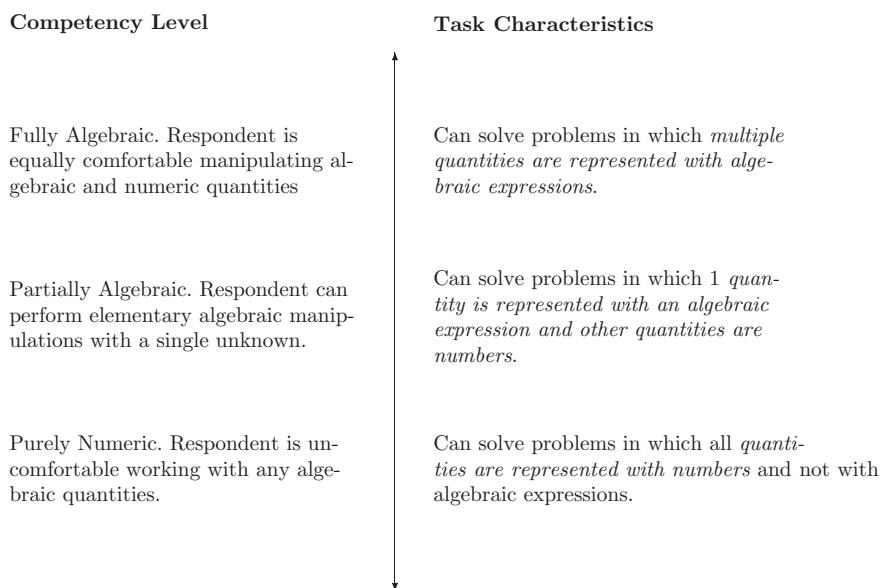 Competency Level
Task Characteristics
Fully Algebraic. Respondent is
equally comfortable manipulating al-
gebraic and numeric quantities
Can solve problems in which multiple
quantities are represented with alge-
braic expressions.
Partially Algebraic. Respondent can
perform elementary algebraic manip-
ulations with a single unknown.
Can solve problems in which 1 quan-
tity is represented with an algebraic
expression and other quantities are
numbers.
Purely Numeric. Respondent is un-
comfortable working with any alge-
braic quantities.
Can solve problems in which all quanti-
ties are represented with numbers and not with
algebraic expressions.